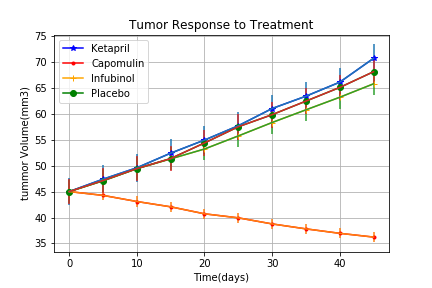 Tumor Response to Treatment
75
70
65
60
55
50
45
40
35
tummor Volume(mm3)
Ketapril
Capomulin
Infubinol
Placebo
0
10
20
30
40
Time(days)